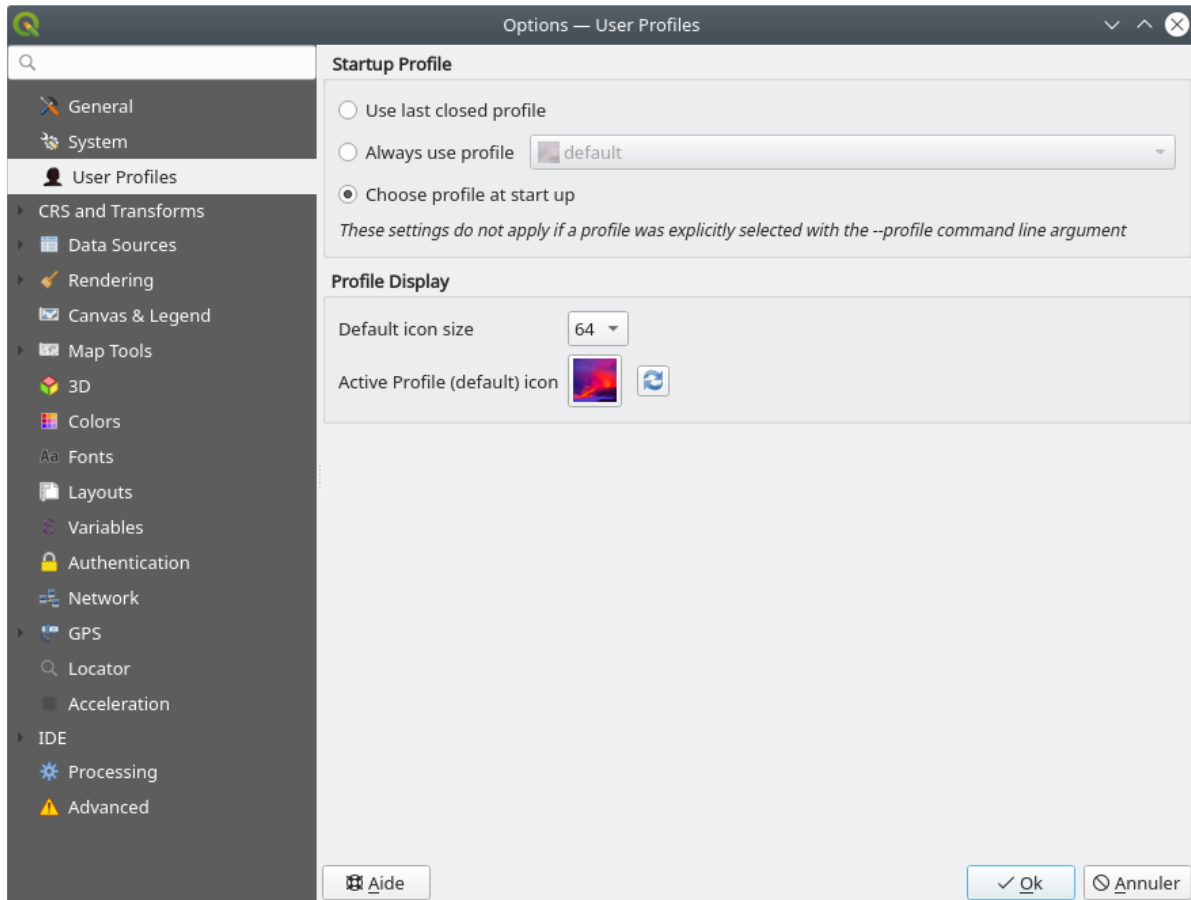 Options — User Profiles
General
System
User Profiles
CRS and Transforms
Data Sources
Rendering
Canvas & Legend
Map Tools
3D
Colors
Aa Fonts
Layouts
Variables
Authentication
Network
GPS
Locator
Acceleration
IDE
Processing
Advanced
Startup Profile
Use last closed profile
Always use profile default
Choose profile at start up
These settings do not apply if a profile was explicitly selected with the --profile command line argument
Profile Display
Default icon size 64
Active Profile (default) icon
Aide
Ok
Annuler